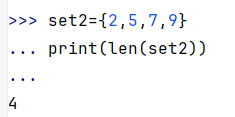 >>> set2={2,5,7,9}
... print(len(set2))
...
4